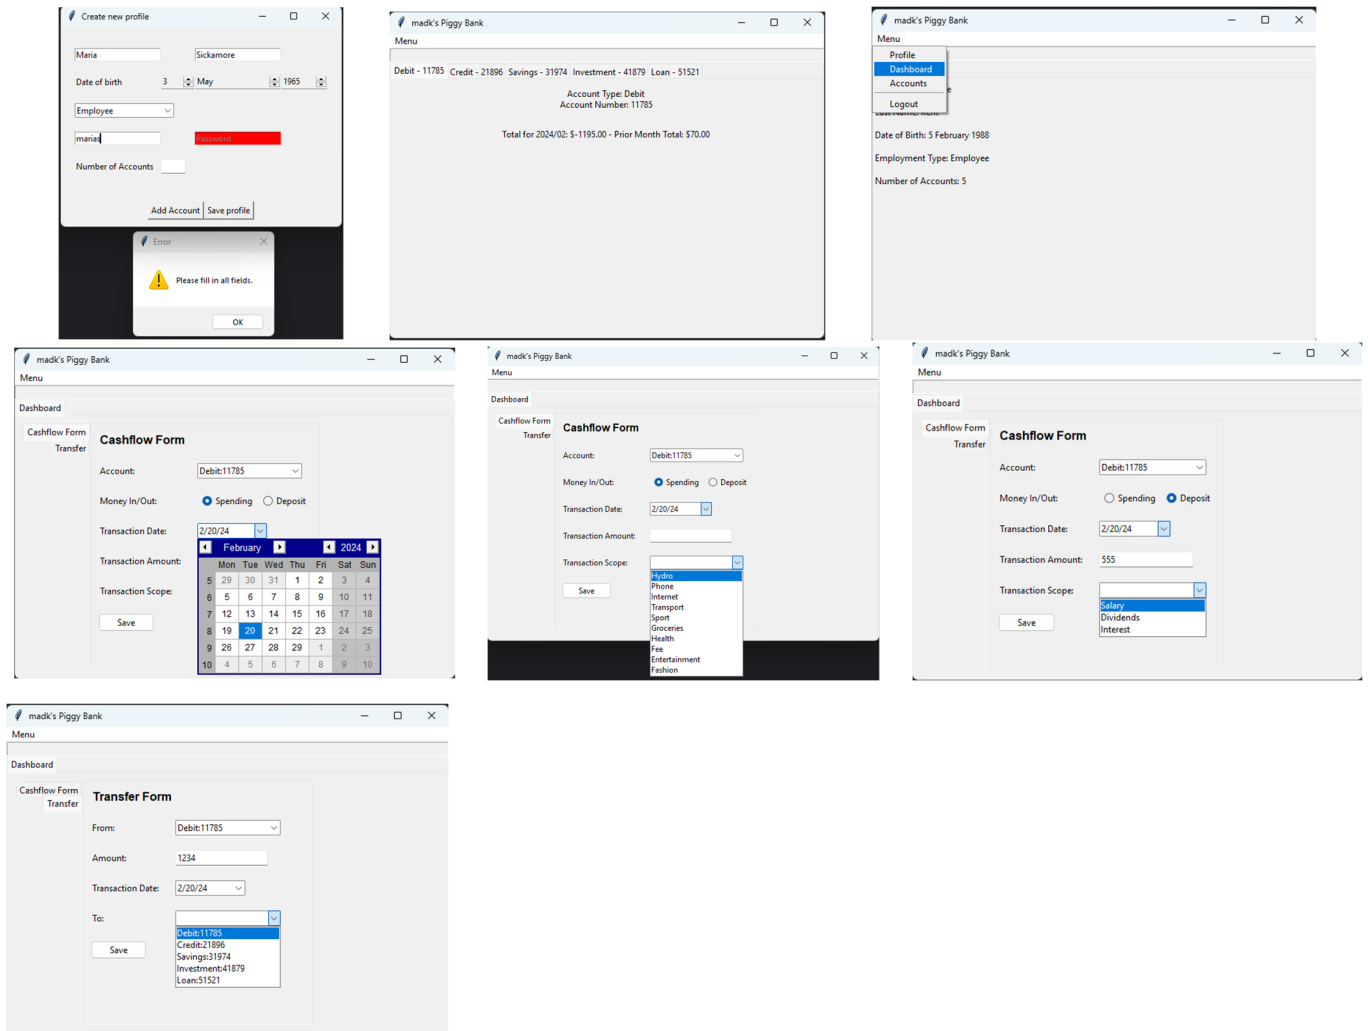 Create new profile
Maria Sickamore
Date of birth 3 May 1965
Employee
marias Password
Number of Accounts
Add Account Save profile
Error
Please fill in all fields.
OK
madk's Piggy Bank
Menu
Debit - 11785 Credit - 21896 Savings - 31974 Investment - 41879 Loan - 51521
Account Type: Debit
Account Number: 11785
Total for 2024/02: $-1195.00 - Prior Month Total: $70.00
madk's Piggy Bank
Menu
Profile
Dashboard
Accounts
Logout
Date of Birth: 5 February 1988
Employment Type: Employee
Number of Accounts: 5
madk's Piggy Bank
Menu
Dashboard
Cashflow Form
Transfer
Cashflow Form
Account: Debit:11785
Money In/Out: Spending Deposit
Transaction Date: 2/20/24
February 2024
Mon Tue Wed Thu Fri Sat Sun
5 29 30 31 1 2 3 4
6 5 6 7 8 9 10 11
7 12 13 14 15 16 17 18
8 19 20 21 22 23 24 25
9 26 27 28 29 1 2 3
10 4 5 6 7 8 9 10
Transaction Amount:
Transaction Scope:
Save
madk's Piggy Bank
Menu
Dashboard
Cashflow Form
Transfer
Cashflow Form
Account: Debit:11785
Money In/Out: Spending Deposit
Transaction Date: 2/20/24
Transaction Amount:
Transaction Scope:
Hydro
Phone
Internet
Transport
Sport
Groceries
Health
Fee
Entertainment
Fashion
Save
madk's Piggy Bank
Menu
Dashboard
Cashflow Form
Transfer
Cashflow Form
Account: Debit:11785
Money In/Out: Spending Deposit
Transaction Date: 2/20/24
Transaction Amount: 555
Transaction Scope:
Salary
Dividends
Interest
Save
madk's Piggy Bank
Menu
Dashboard
Cashflow Form
Transfer
Transfer Form
From: Debit:11785
Amount: 1234
Transaction Date: 2/20/24
To:
Debit:11785
Credit:21896
Savings:31974
Investment:41879
Loan:51521
Save